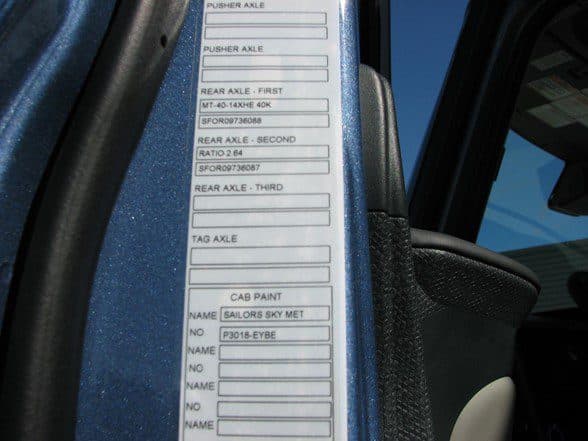 PUSHER AXLE
PUSHER AXLE
REAR AXLE - FIRST
MT-40-14XHE 40K
SFOR09736088
REAR AXLE - SECOND
RATIO 2.64
SFOR09736087
REAR AXLE - THIRD
TAG AXLE
CAB PAINT
NAME SAILORS SKY MET
NO P3018-EYBE
NAME
NO
NAME
NO
NAME